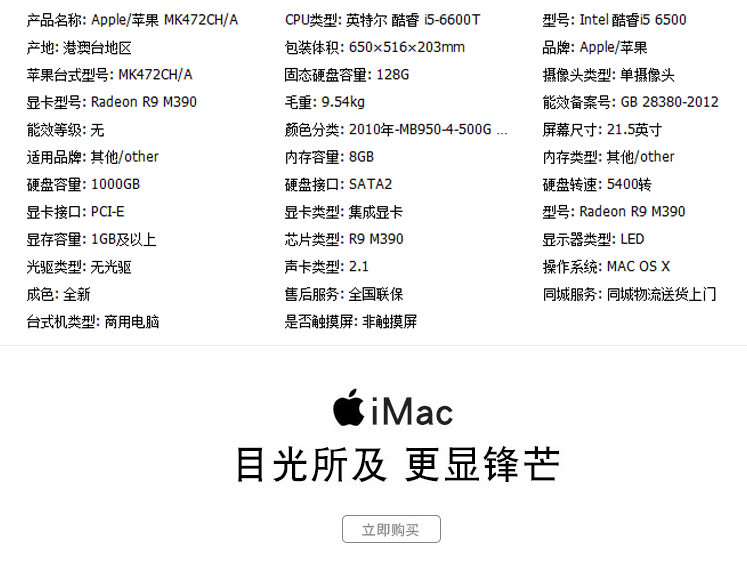 产品名称: Apple/苹果 MK472CH/A CPU类型: 英特尔 酷睿 i5-6600T 型号: Intel 酷睿i5 6500
产地: 港澳台地区 包装体积: 650×516×203mm 品牌: Apple/苹果
苹果台式型号: MK472CH/A 固态硬盘容量: 128G 摄像头类型: 单摄像头
显卡型号: Radeon R9 M390 毛重: 9.54kg 能效备案号: GB 28380-2012
能效等级: 无 颜色分类: 2010年-MB950-4-500G ... 屏幕尺寸: 21.5英寸
适用品牌: 其他/other 内存容量: 8GB 内存类型: 其他/other
硬盘容量: 1000GB 硬盘接口: SATA2 硬盘转速: 5400转
显卡接口: PCI-E 显卡类型: 集成显卡 型号: Radeon R9 M390
显存容量: 1GB及以上 芯片类型: R9 M390 显示器类型: LED
光驱类型: 无光驱 声卡类型: 2.1 操作系统: MAC OS X
成色: 全新 售后服务: 全国联保 同城服务: 同城物流送货上门
台式机类型: 商用电脑 是否触摸屏: 非触摸屏
iMac
目光所及 更显锋芒
立即购买